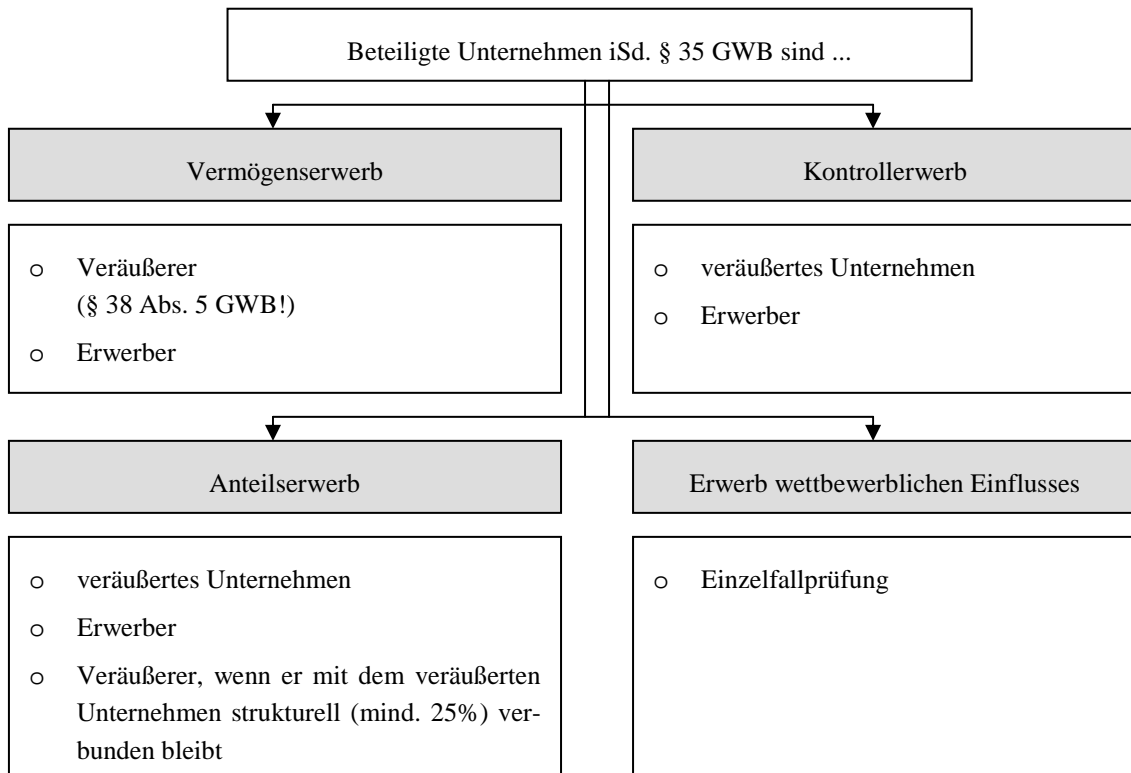 Beteiligte Unternehmen iSd. § 35 GWB sind ...
Vermögenserwerb
o Veräußerer
(§ 38 Abs. 5 GWB!)
o Erwerber
Kontrollerwerb
o veräußertes Unternehmen
o Erwerber
Anteilserwerb
o veräußertes Unternehmen
o Erwerber
o Veräußerer, wenn er mit dem veräußerten
Unternehmen strukturell (mind. 25%) ver-
bunden bleibt
Erwerb wettbewerblichen Einflusses
o Einzelfallprüfung